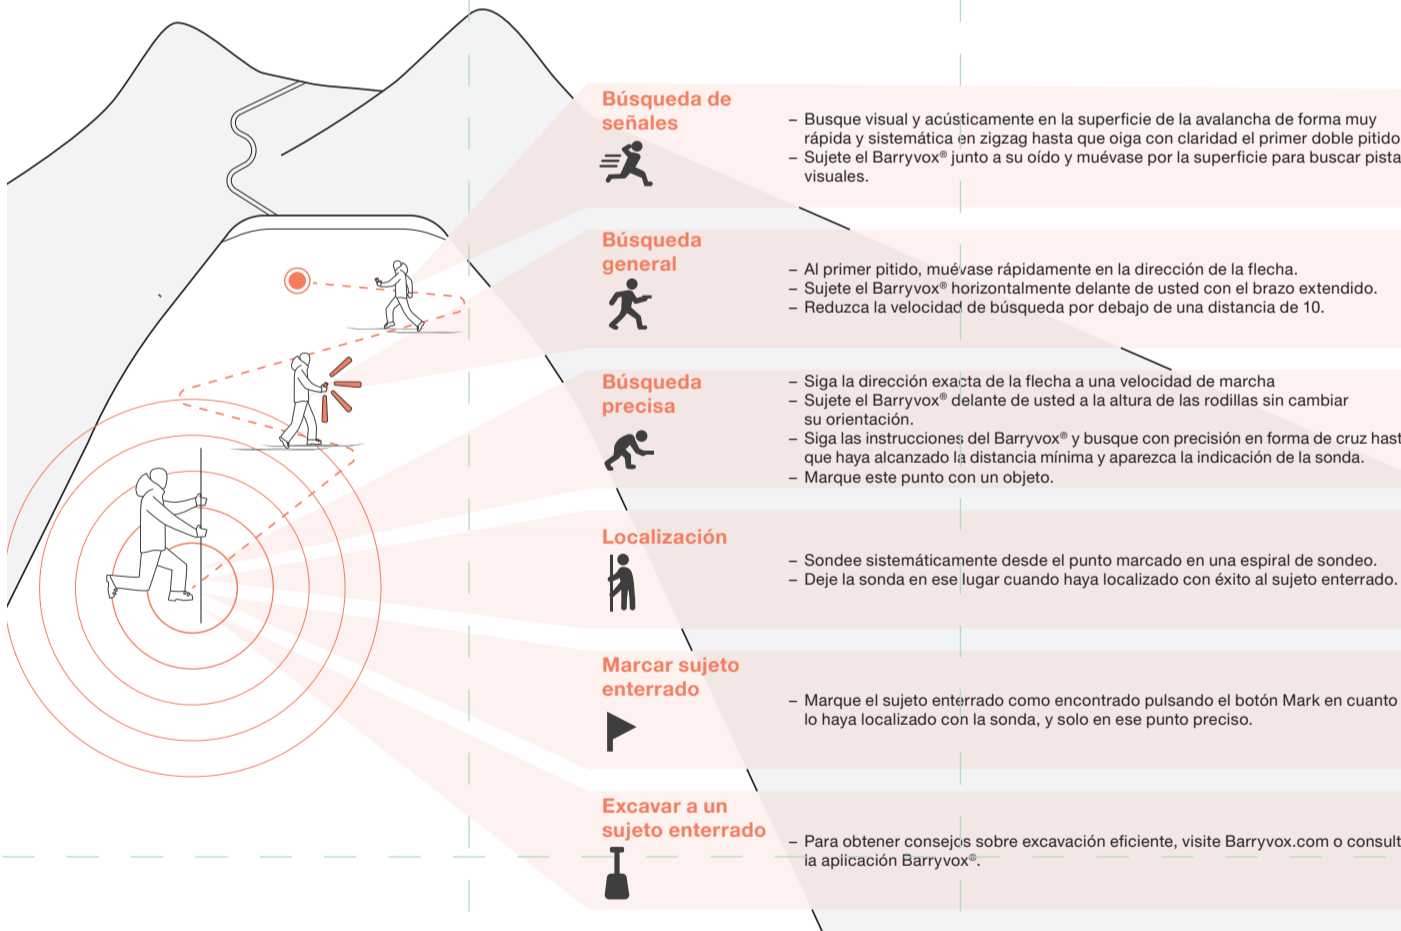 Búsqueda de
señales
– Busque visual y acústicamente en la superficie de la avalancha de forma muy
rápida y sistemática en zigzag hasta que oiga con claridad el primer doble pitido
– Sujete el Barryvox® junto a su oído y muévase por la superficie para buscar pista
visuales.
Búsqueda
general
– Al primer pitido, muévase rápidamente en la dirección de la flecha.
– Sujete el Barryvox® horizontalmente delante de usted con el brazo extendido.
– Reduzca la velocidad de búsqueda por debajo de una distancia de 10.
Búsqueda
precisa
– Siga la dirección exacta de la flecha a una velocidad de marcha
– Sujete el Barryvox® delante de usted a la altura de las rodillas sin cambiar
su orientación.
– Siga las instrucciones del Barryvox® y busque con precisión en forma de cruz hast
que haya alcanzado la distancia mínima y aparezca la indicación de la sonda.
– Marque este punto con un objeto.
Localización
– Sondee sistemáticamente desde el punto marcado en una espiral de sondeo.
– Deje la sonda en ese lugar cuando haya localizado con éxito al sujeto enterrado.
Marcar sujeto
enterrado
– Marque el sujeto enterrado como encontrado pulsando el botón Mark en cuanto
lo haya localizado con la sonda, y solo en ese punto preciso.
Excavar a un
sujeto enterrado
– Para obtener consejos sobre excavación eficiente, visite Barryvox.com o consult
la aplicación Barryvox®.